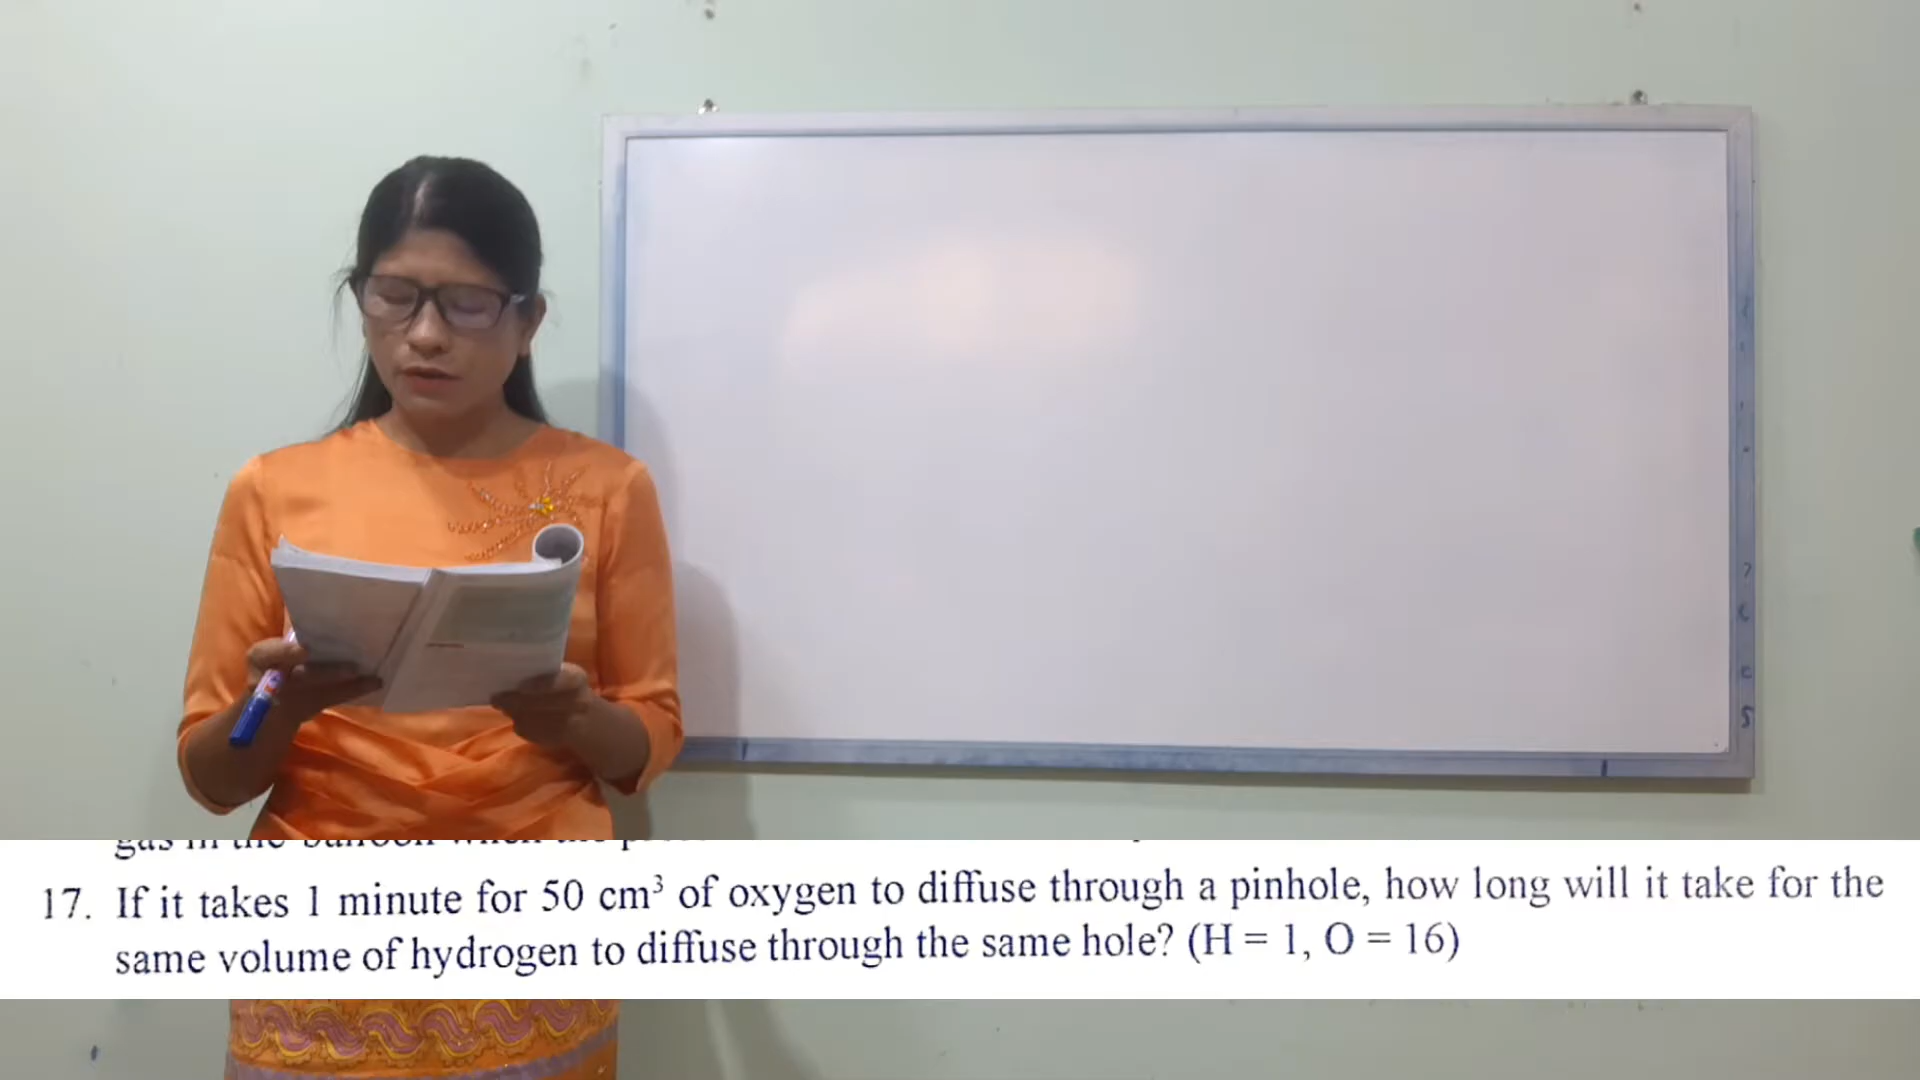 17. If it takes 1 minute for 50 cm³ of oxygen to diffuse through a pinhole, how long will it take for the
same volume of hydrogen to diffuse through the same hole? (H = 1, O = 16)